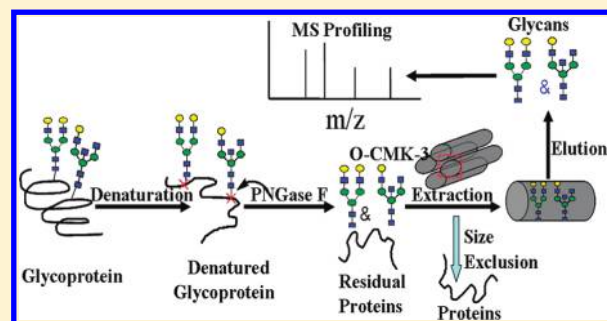 MS Profiling
m/z
Glycans
&
Elution
O-CMK-3
Denaturation
PNGase F
Extraction
&
Size
Exclusion
Glycoprotein
Denatured
Glycoprotein
Residual
Proteins
Proteins